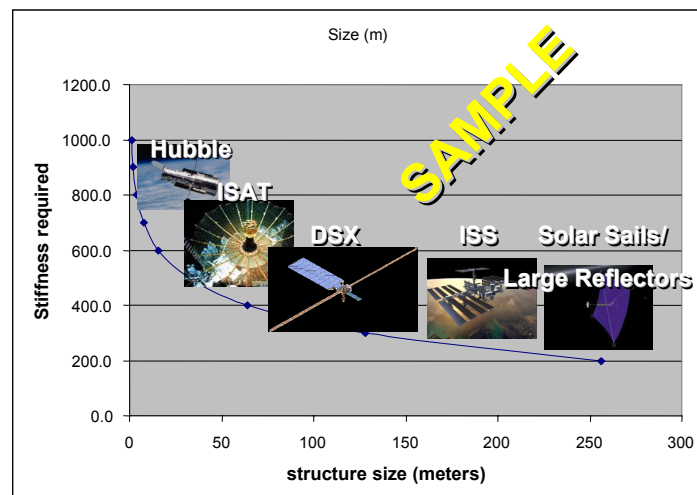 Size (m)
SAMPLE
1200.0
1000.0
800.0
600.0
400.0
200.0
0.0
Stiffness required
Hubble
ISAT
DSX
ISS
Solar Sails/
Large Reflectors
0 50 100 150 200 250 300
structure size (meters)